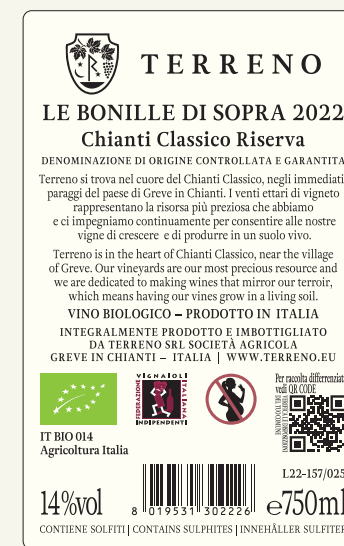 TERRENO
LE BONILLE DI SOPRA 2022
Chianti Classico Riserva
DENOMINAZIONE DI ORIGINE CONTROLLATA E GARANTITA
Terreno si trova nel cuore del Chianti Classico, negli immediati
paraggi del paese di Greve in Chianti. I venti ettari di vigneto
rappresentano la risorsa più preziosa che abbiamo
e ci impegniamo continuamente per consentire alle nostre
vigne di crescere e di produrre in un suolo vivo.
Terreno is in the heart of Chianti Classico, near the village
of Greve. Our vineyards are our most precious resource and
we are dedicated to making wines that mirror our terroir,
which means having our vines grow in a living soil.
VINO BIOLOGICO – PRODOTTO IN ITALIA
INTEGRALMENTE PRODOTTO E IMBOTTIGLIATO
DA TERRENO SRL SOCIETÀ AGRICOLA
GREVE IN CHIANTI – ITALIA | WWW.TERRENO.EU
VIGNAIOLI
FEDERAZIONE
ITALIANA
INDIPENDENTI
Per raccolta differenziata
vedi QR CODE
IT BIO 014
Agricoltura Italia
L22-157/025
14%vol
8 019531 302226
e750ml
CONTIENE SOLFITI | CONTAINS SULPHITES | INNEHÅLLER SULFITER